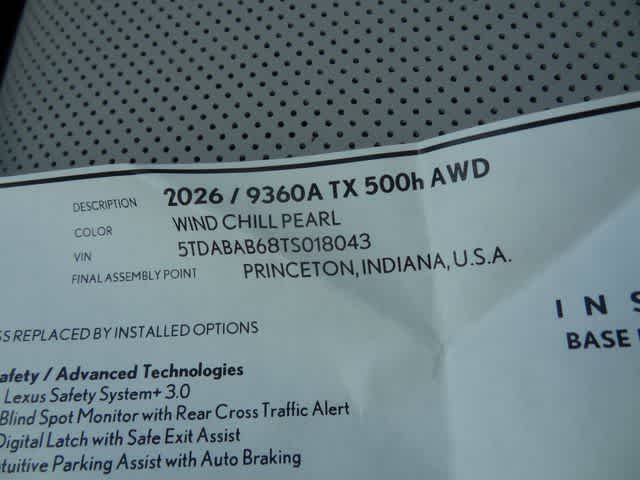 DESCRIPTION 2026 / 9360A TX 500h AWD
COLOR WIND CHILL PEARL
VIN 5TDABAB68TS018043
FINAL ASSEMBLY POINT PRINCETON, INDIANA, U.S.A.
REPLACED BY INSTALLED OPTIONS
I N S
BASE
/ Advanced Technologies
Lexus Safety System+ 3.0
Blind Spot Monitor with Rear Cross Traffic Alert
Digital Latch with Safe Exit Assist
Parking Assist with Auto Braking